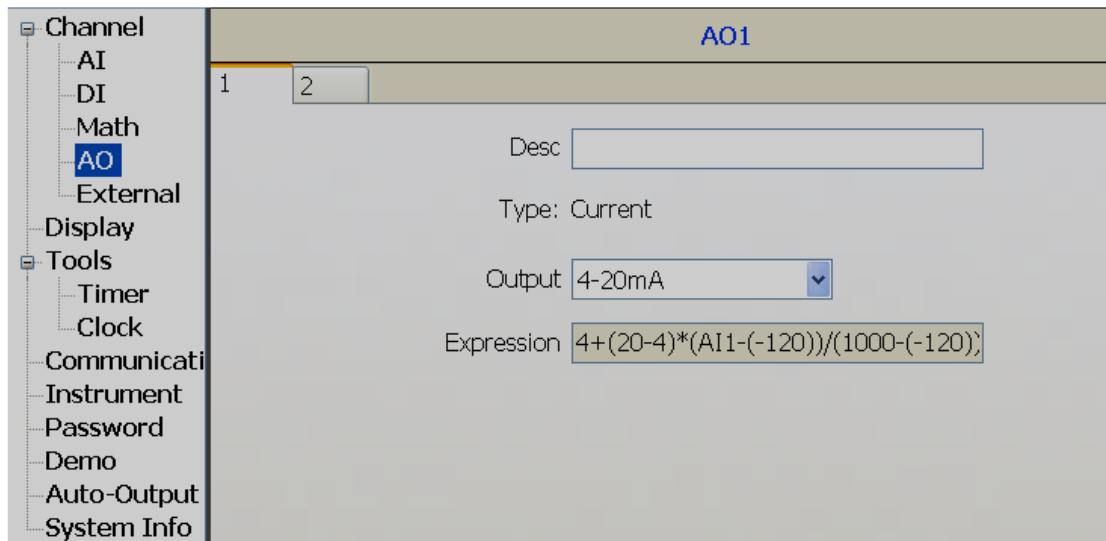 Channel
AI
DI
Math
AO
External
Display
Tools
Timer
Clock
Communicati
Instrument
Password
Demo
Auto-Output
System Info
AO1
1
2
Desc
Type: Current
Output 4-20mA
Expression 4+(20-4)*(AI1-(-120))/(1000-(-120))